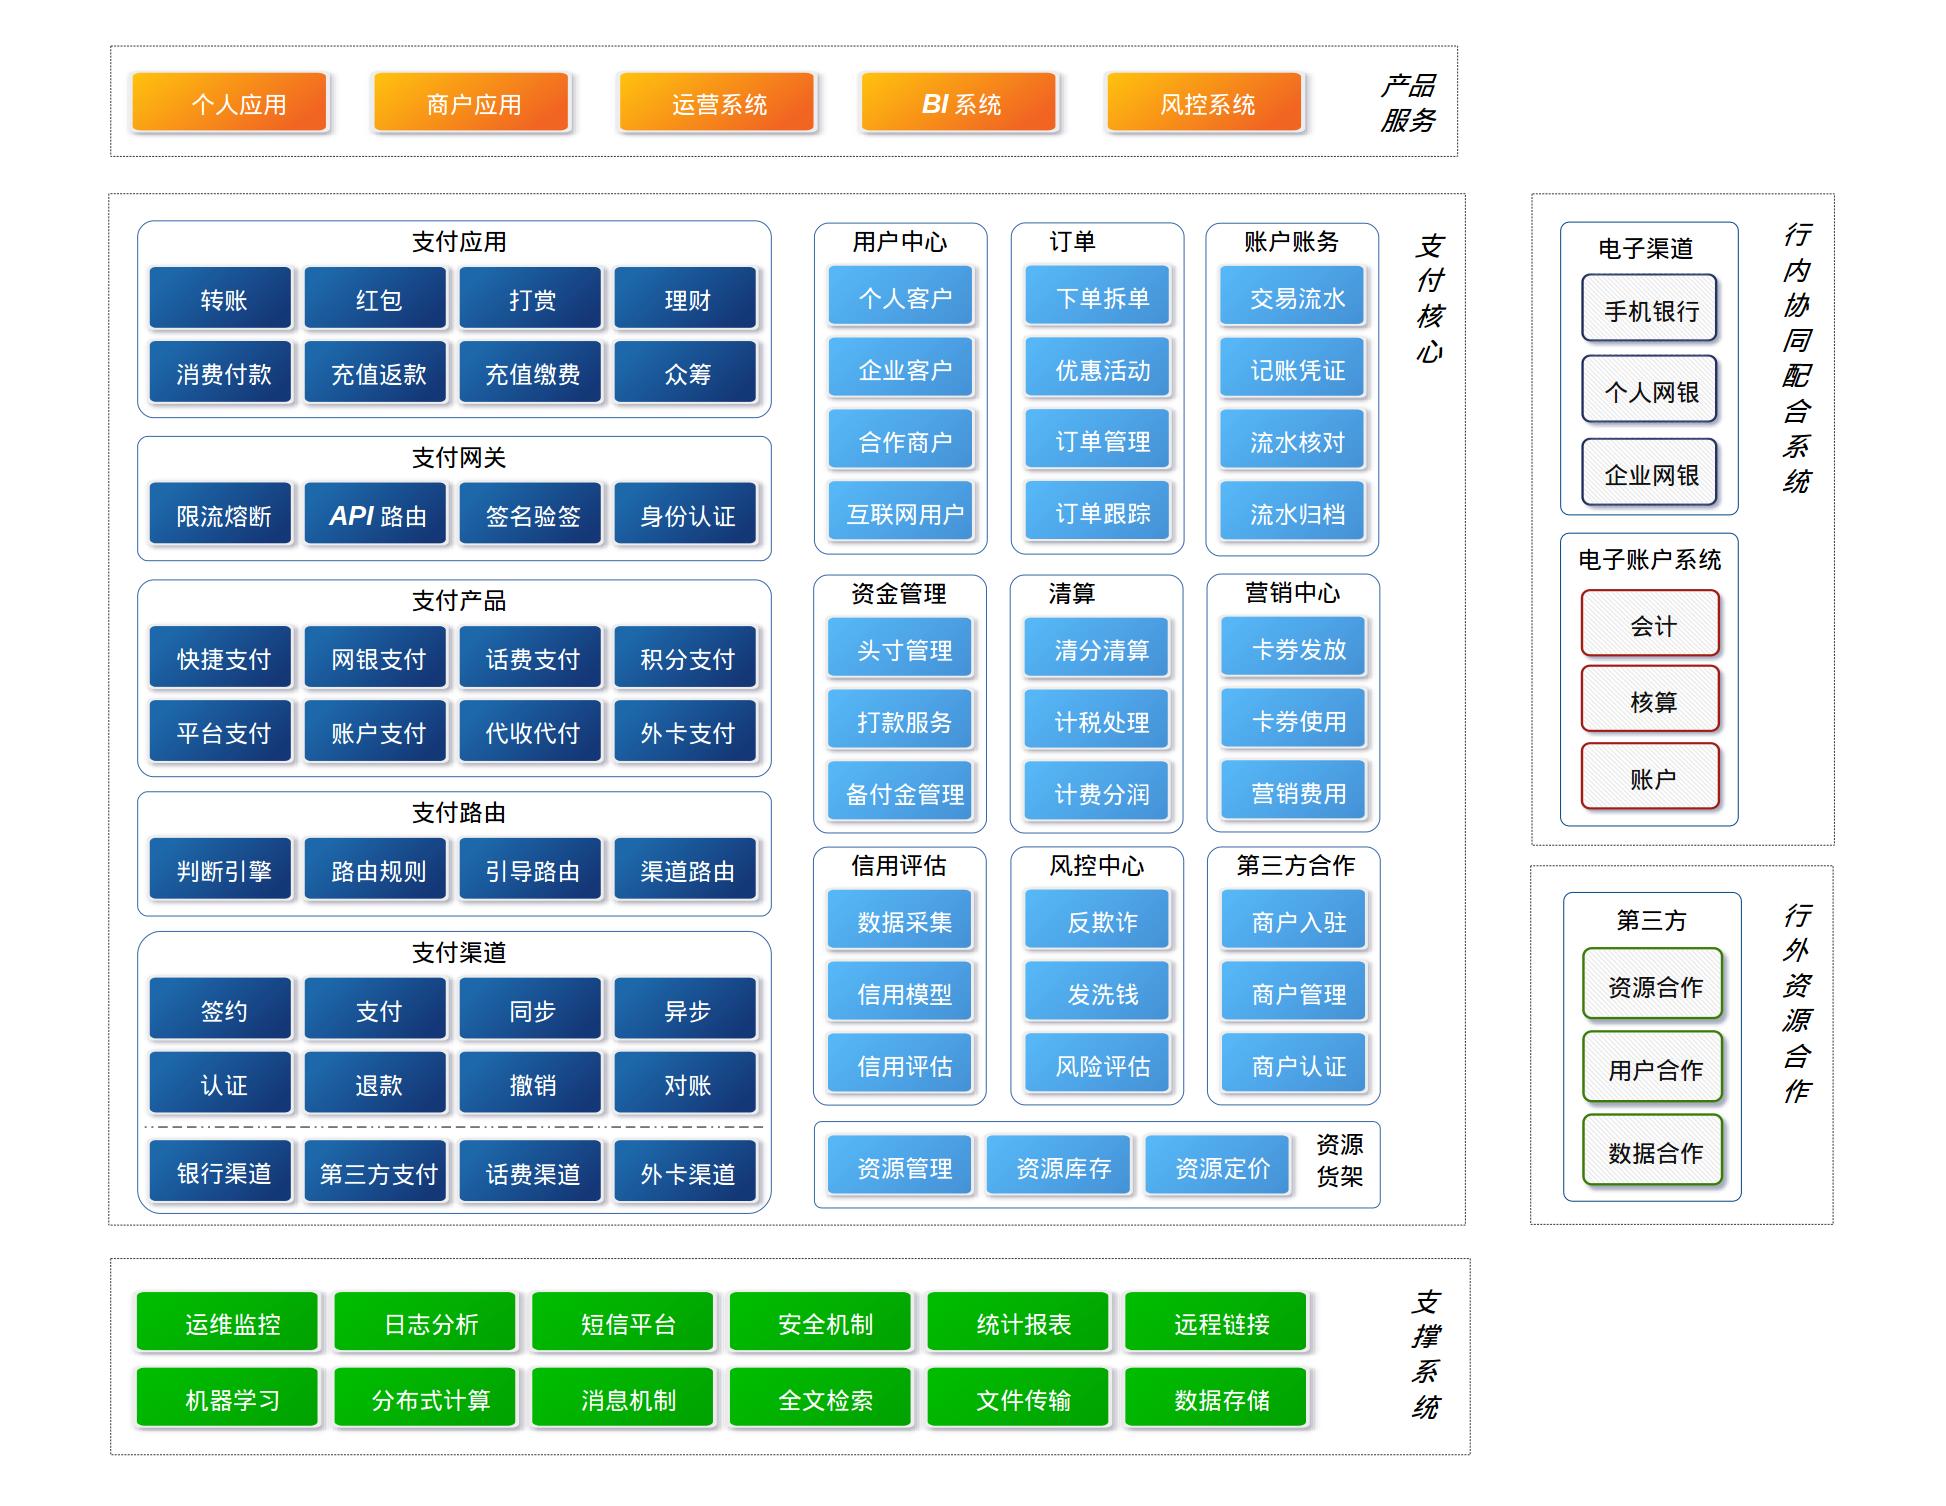 个人应用
商户应用
运营系统
BI 系统
风控系统
产品
服务
支付应用
转账
红包
打赏
理财
消费付款
充值返款
充值缴费
众筹
支付网关
限流熔断
API 路由
签名验签
身份认证
支付产品
快捷支付
网银支付
话费支付
积分支付
平台支付
账户支付
代收代付
外卡支付
支付路由
判断引擎
路由规则
引导路由
渠道路由
支付渠道
签约
支付
同步
异步
认证
退款
撤销
对账
银行渠道
第三方支付
话费渠道
外卡渠道
用户中心
个人客户
企业客户
合作商户
互联网用户
订单
下单拆单
优惠活动
订单管理
订单跟踪
账户账务
交易流水
记账凭证
流水核对
流水归档
资金管理
头寸管理
打款服务
备付金管理
清算
清分清算
计税处理
计费分润
营销中心
卡券发放
卡券使用
营销费用
信用评估
数据采集
信用模型
信用评估
风控中心
反欺诈
发洗钱
风险评估
第三方合作
商户入驻
商户管理
商户认证
资源管理
资源库存
资源定价
资源
货架
支付核心
电子渠道
手机银行
个人网银
企业网银
电子账户系统
会计
核算
账户
行内协同配合系统
第三方
资源合作
用户合作
数据合作
行外资源合作
运维监控
日志分析
短信平台
安全机制
统计报表
远程链接
机器学习
分布式计算
消息机制
全文检索
文件传输
数据存储
支撑系统